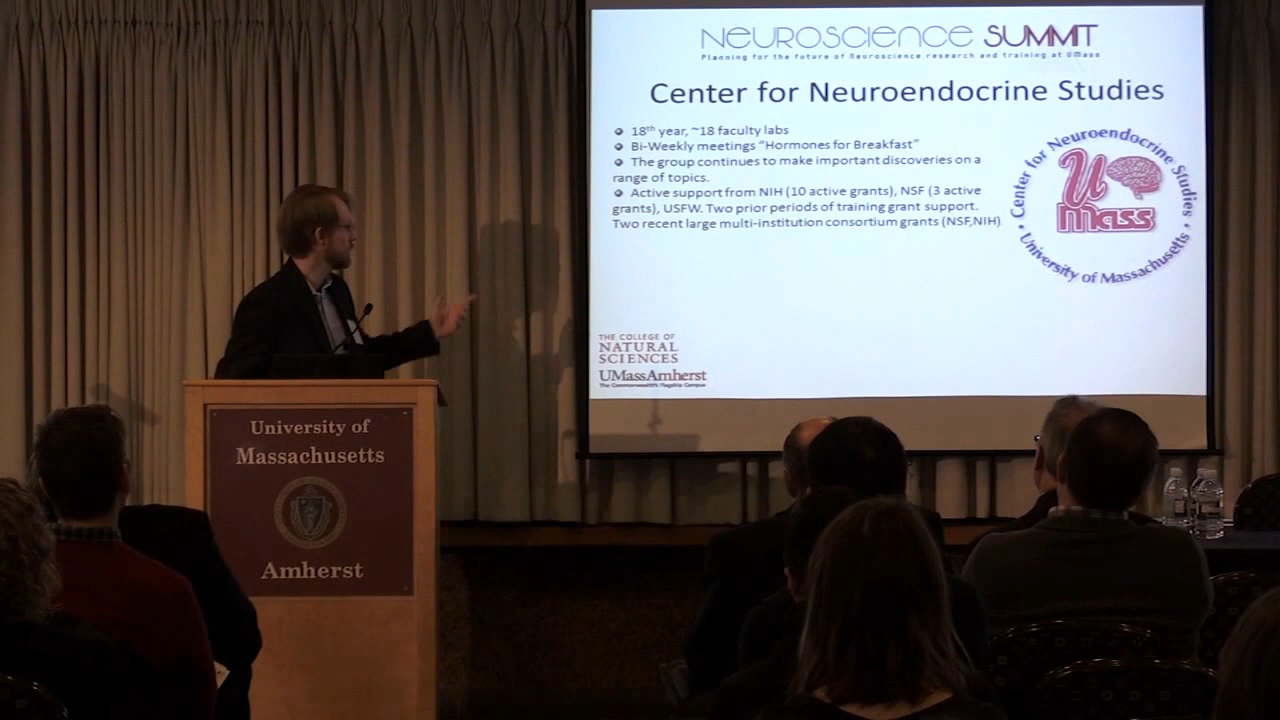 NEUROSCIENCE SUMMIT
Planning for the future of Neuroscience research and training at UMass
Center for Neuroendocrine Studies
18th year, ~18 faculty labs
Bi-Weekly meetings “Hormones for Breakfast”
The group continues to make important discoveries on a
range of topics.
Active support from NIH (10 active grants), NSF (3 active
grants), USFW. Two prior periods of training grant support.
Two recent large multi-institution consortium grants (NSF,NIH)
Center for Neuroendocrine Studies
UMass
• University of Massachusetts •
THE COLLEGE OF
NATURAL
SCIENCES
UMassAmherst
The Commonwealth's Flagship Campus
University of
Massachusetts
Amherst